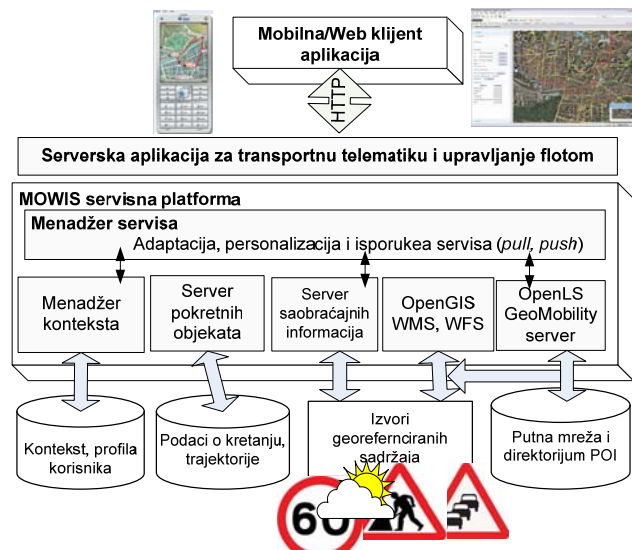 Mobilna/Web klijent
aplikacija
HTTP
Serverska aplikacija za transportnu telematiku i upravljanje flotom
MOWIS servisna platforma
Menadžer servisa
Adaptacija, personalizacija i isporukea servisa (pull, push)
Menadžer
konteksta
Server
pokretnih
objekata
Server
saobraćajnih
informacija
OpenGIS
WMS, WFS
OpenLS
GeoMobility
server
Kontekst, profila
korisnika
Podaci o kretanju,
trajektorije
Izvori
georefernciranih
sadržaja
Putna mreža i
direktorijum POI
60